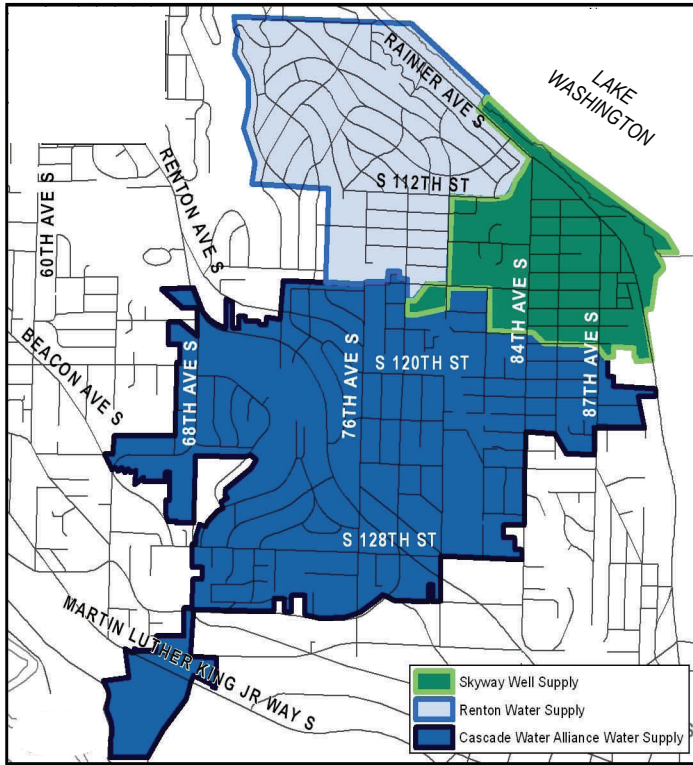 LAKE
WASHINGTON
RAINIER AVE S
S 112TH ST
RENTON AVE S
60TH AVE S
BEACON AVE S
68TH AVE S
76TH AVE S
S 120TH ST
84TH AVE S
87TH AVE S
S 128TH ST
MARTIN LUTHER KING JR WAY S
Skyway Well Supply
Renton Water Supply
Cascade Water Alliance Water Supply